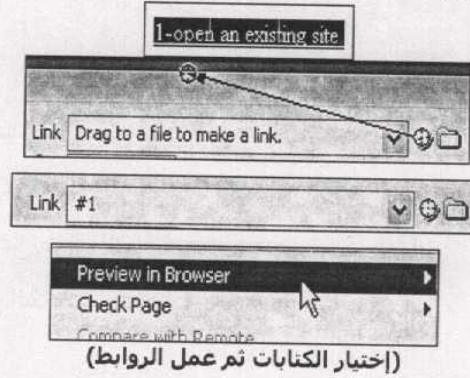 1-open an existing site
Link Drag to a file to make a link.
Link #1
Preview in Browser
Check Page
Compare with Remote
(إختيار الكتابات ثم عمل الروابط)